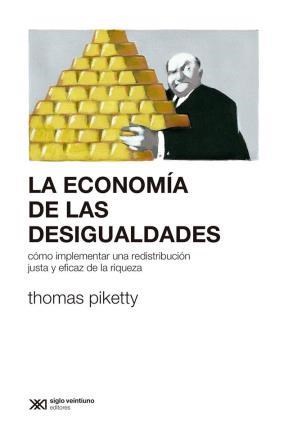 LA ECONOMÍA
DE LAS
DESIGUALDADES
cómo implementar una redistribución
justa y eficaz de la riqueza
thomas piketty
siglo veintiuno
editores